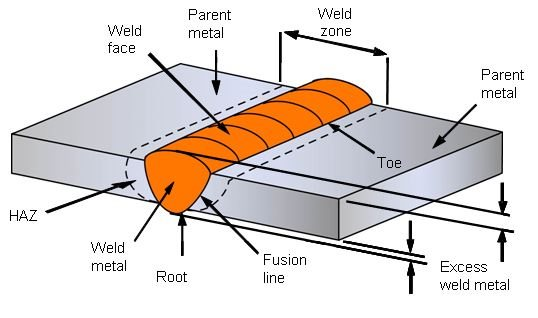 Parent
metal
Weld
zone
Weld
face
Parent
metal
Toe
HAZ
Weld
metal
Root
Fusion
line
Excess
weld metal